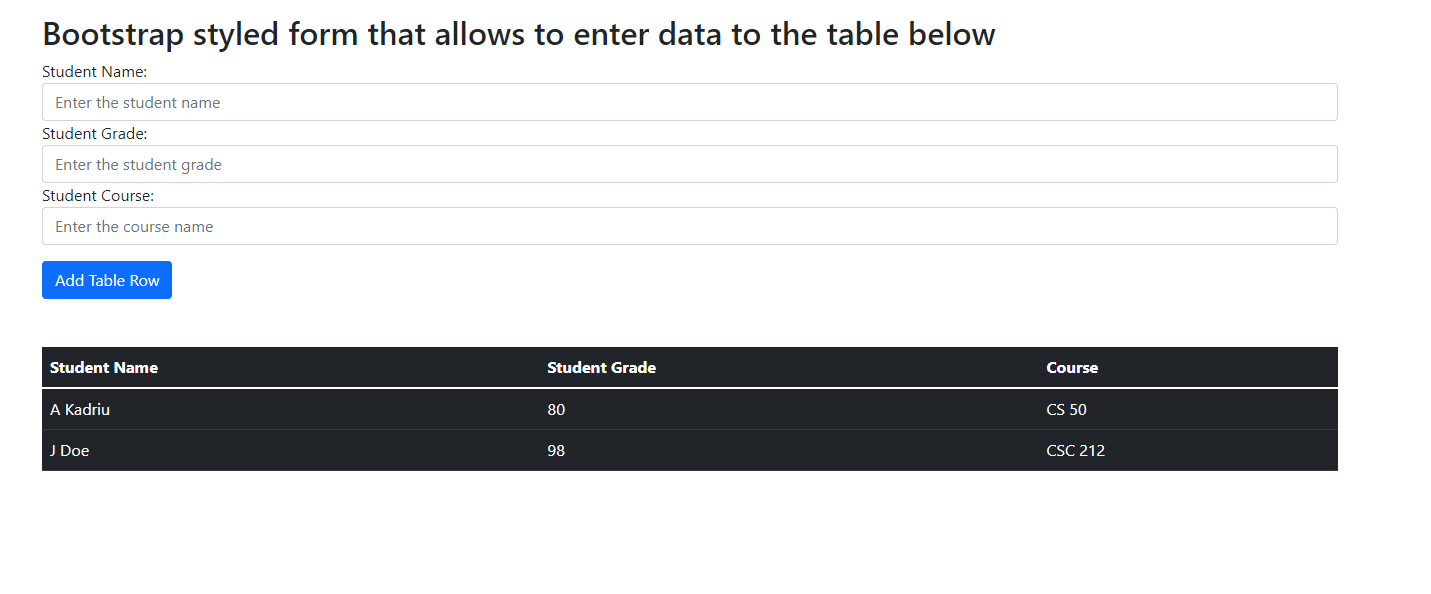 Bootstrap styled form that allows to enter data to the table below
Student Name:
Enter the student name
Student Grade:
Enter the student grade
Student Course:
Enter the course name
Add Table Row
Student Name Student Grade Course
A Kadriu 80 CS 50
J Doe 98 CSC 212